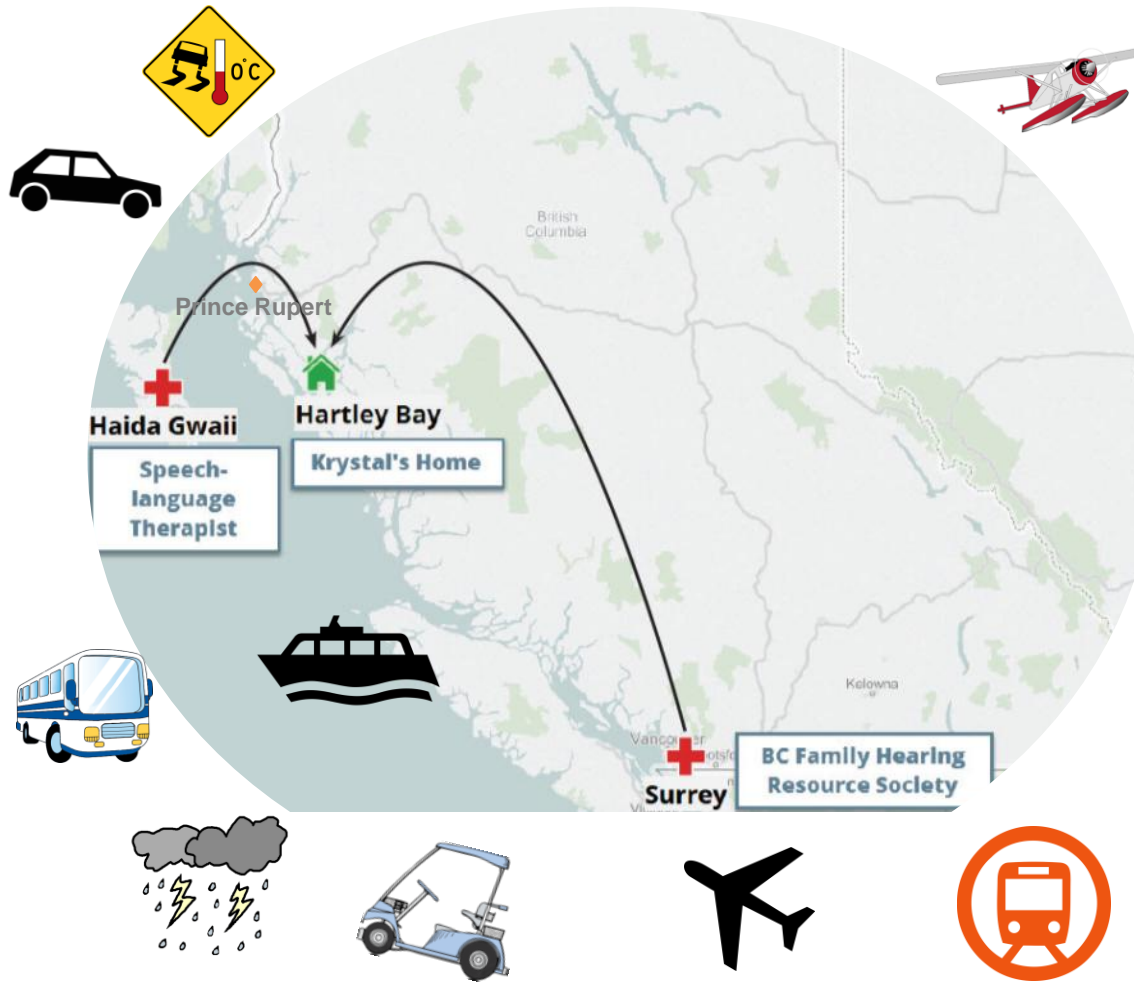 0°C
British
Columbia
Prince Rupert
Haida Gwaii
Hartley Bay
Speech-
language
Therapist
Krystal's Home
Kelowna
Surrey
BC Family Hearing
Resource Society